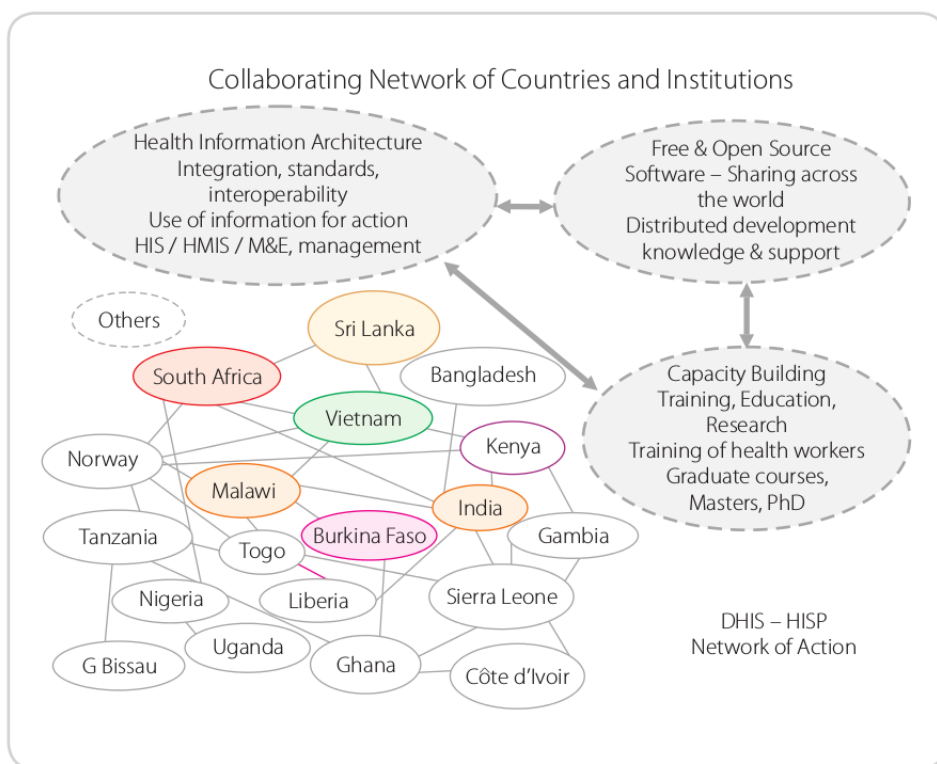 Collaborating Network of Countries and Institutions
Health Information Architecture
Integration, standards,
interoperability
Use of information for action
HIS / HMIS / M&E, management
Free & Open Source
Software – Sharing across
the world
Distributed development
knowledge & support
Others
Sri Lanka
South Africa
Bangladesh
Vietnam
Capacity Building
Training, Education,
Research
Training of health workers
Graduate courses,
Masters, PhD
Norway
Kenya
Malawi
India
Tanzania
Togo
Burkina Faso
Gambia
Nigeria
Liberia
Sierra Leone
Uganda
G Bissau
Ghana
Côte d’Ivoir
DHIS – HISP
Network of Action